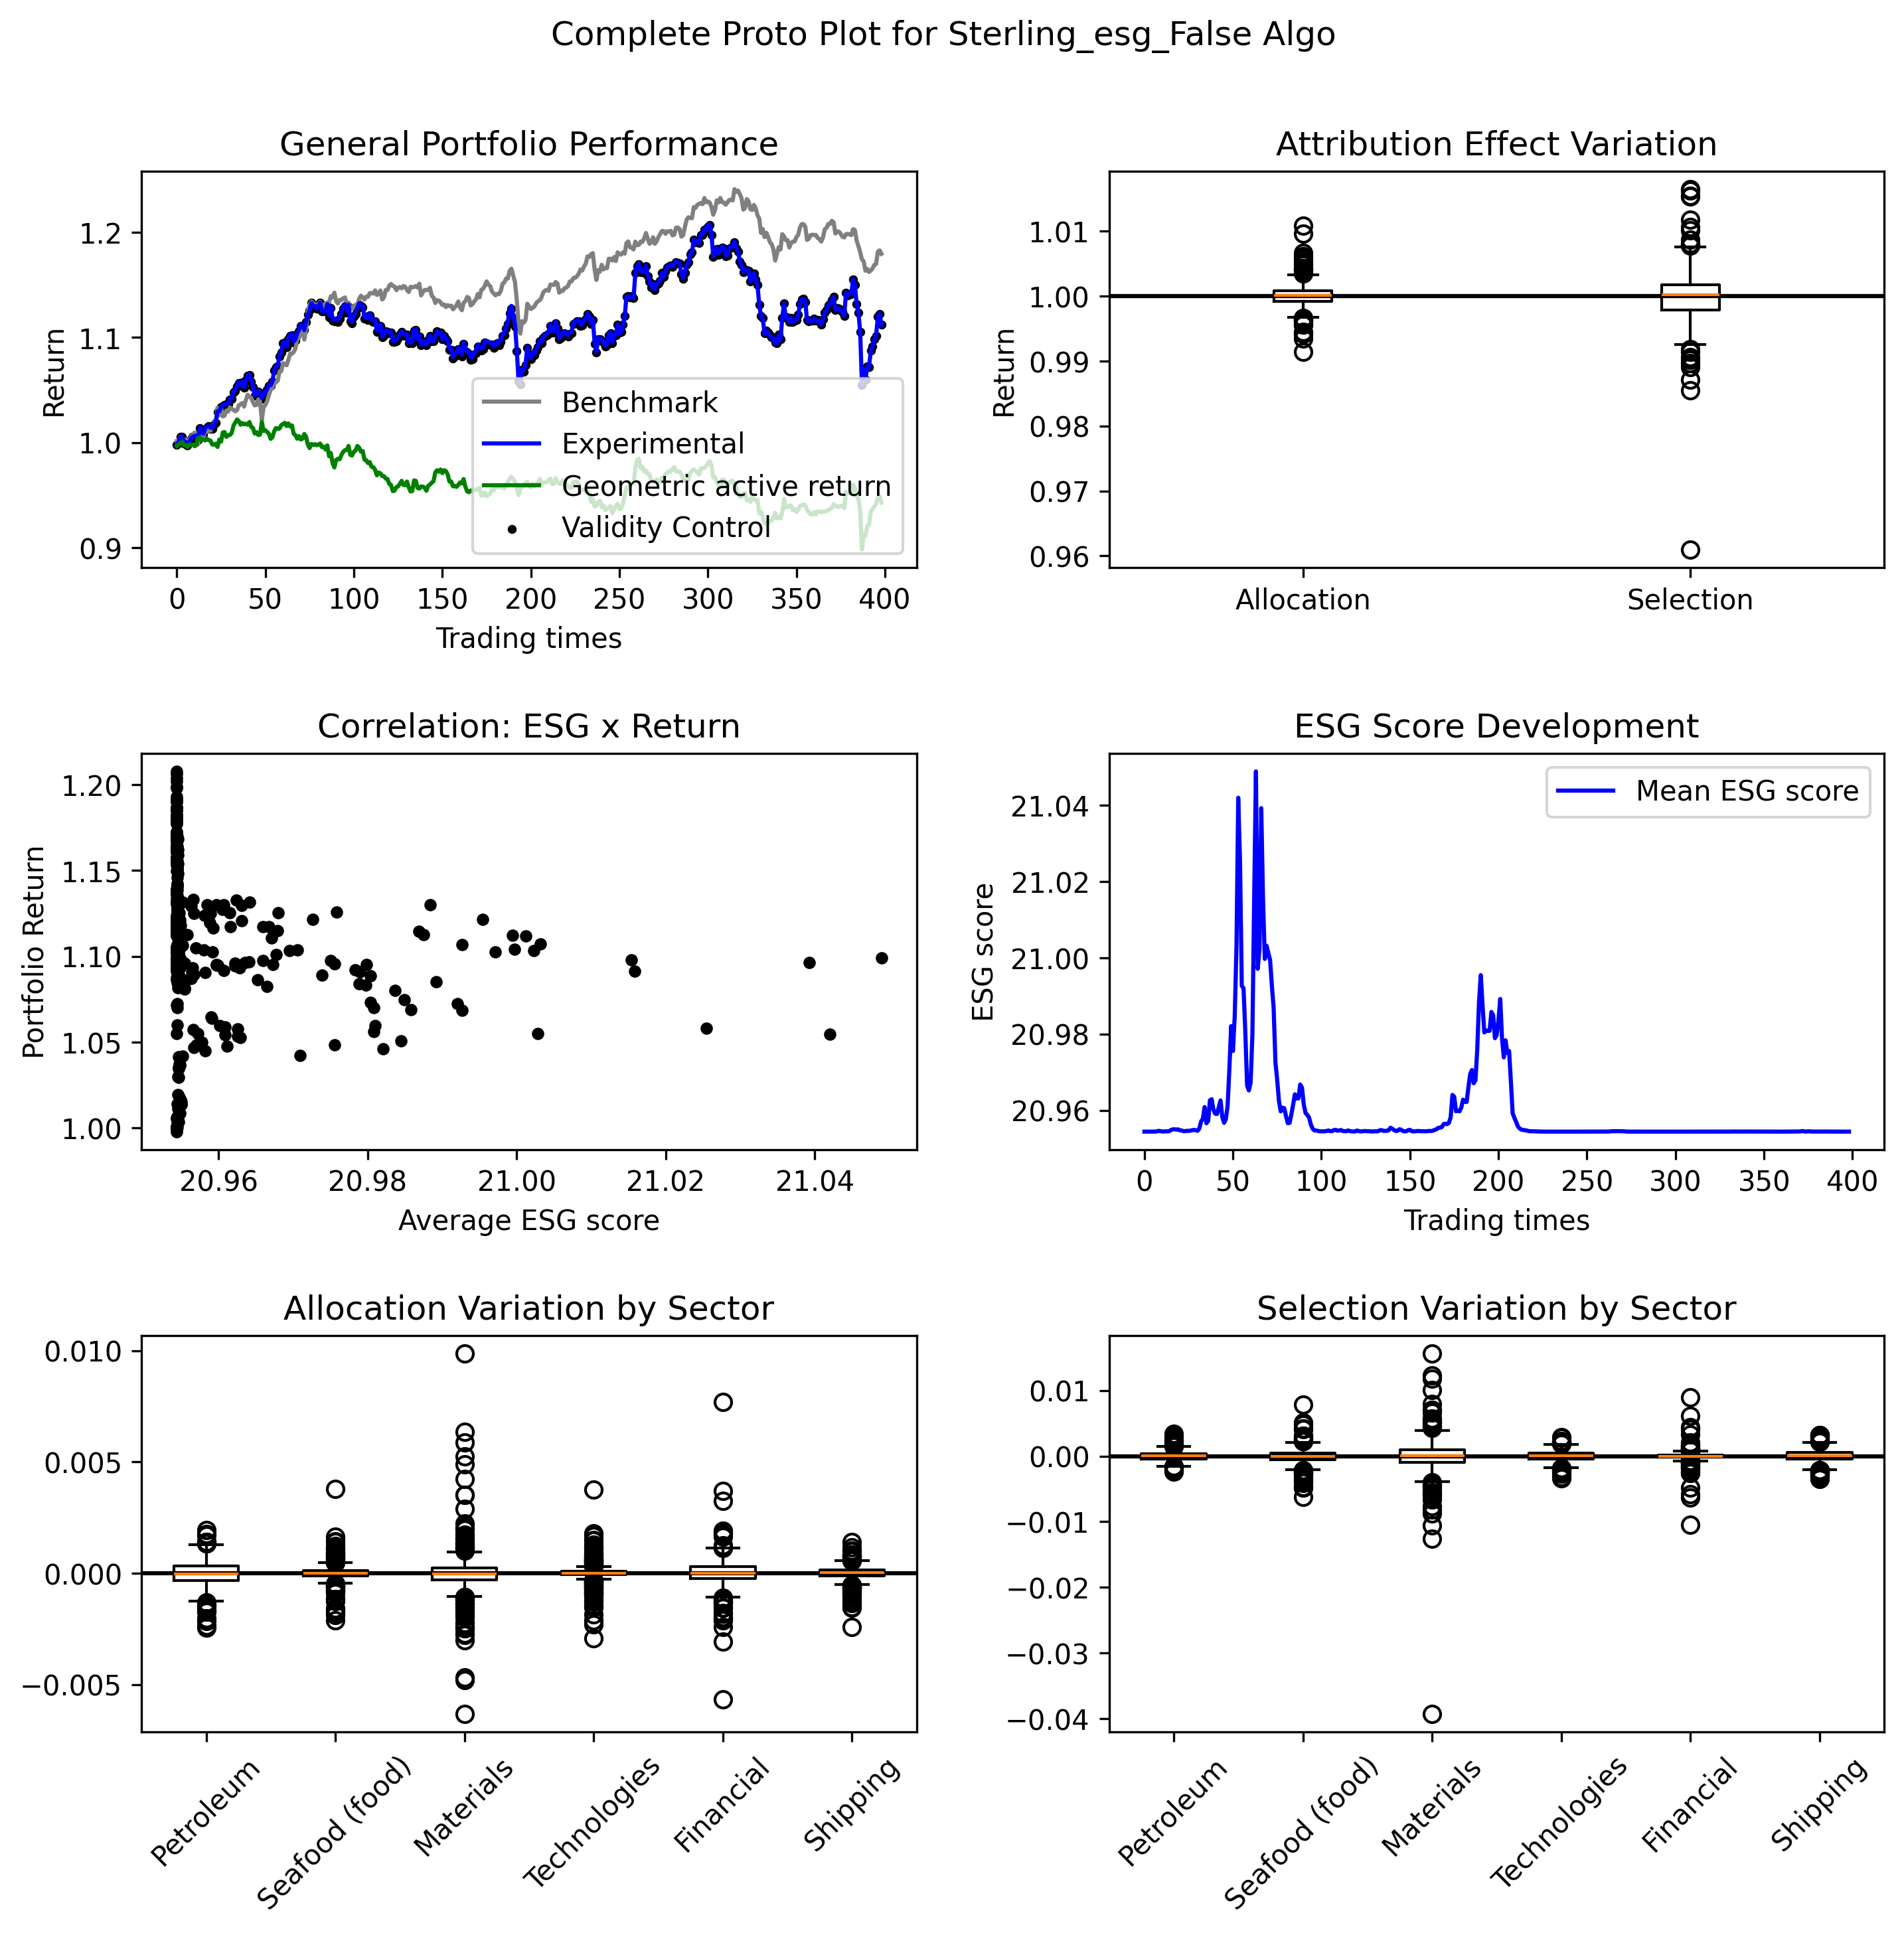 Complete Proto Plot for Sterling_esg_False Algo
General Portfolio Performance
Return
1.2
1.1
1.0
0.9
Benchmark
Experimental
Geometric active return
Validity Control
0 50 100 150 200 250 300 350 400
Trading times
Attribution Effect Variation
Return
1.01
1.00
0.99
0.98
0.97
0.96
Allocation Selection
Correlation: ESG x Return
Portfolio Return
1.20
1.15
1.10
1.05
1.00
20.96 20.98 21.00 21.02 21.04
Average ESG score
ESG Score Development
ESG score
21.04
21.02
21.00
20.98
20.96
Mean ESG score
0 50 100 150 200 250 300 350 400
Trading times
Allocation Variation by Sector
0.010
0.005
0.000
−0.005
Petroleum
Seafood (food)
Materials
Technologies
Financial
Shipping
Selection Variation by Sector
0.01
0.00
−0.01
−0.02
−0.03
−0.04
Petroleum
Seafood (food)
Materials
Technologies
Financial
Shipping